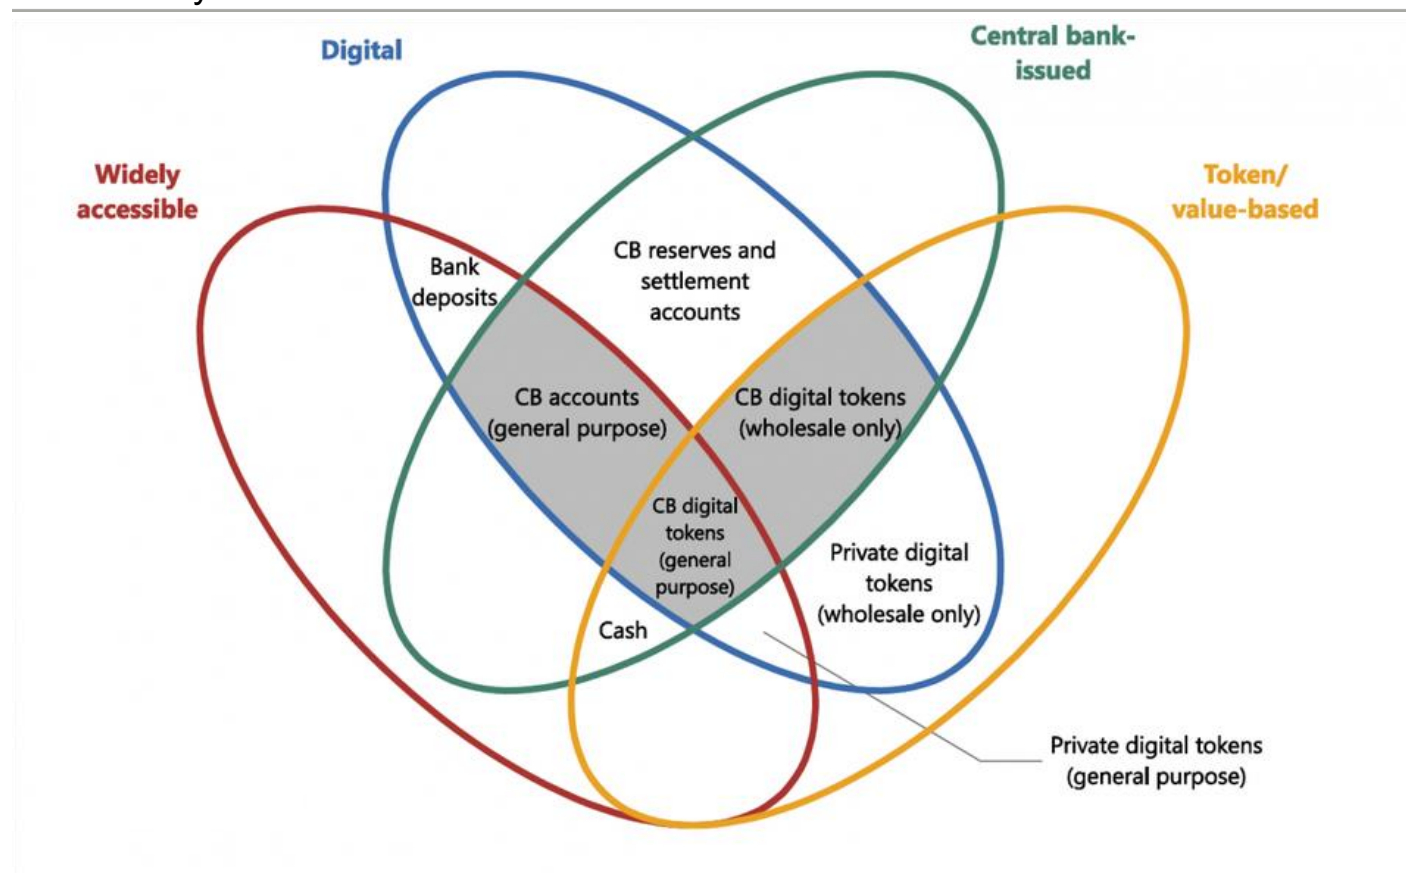 Digital
Central bank-
issued
Widely
accessible
Token/
value-based
Bank
deposits
CB reserves and
settlement
accounts
CB accounts
(general purpose)
CB digital tokens
(wholesale only)
CB digital
tokens
(general
purpose)
Private digital
tokens
(wholesale only)
Cash
Private digital tokens
(general purpose)